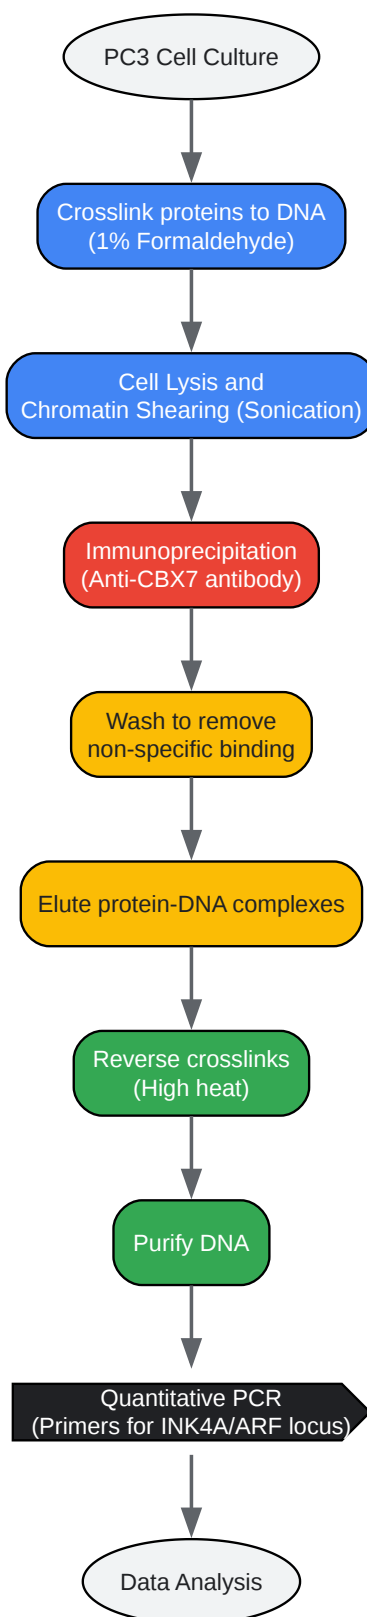 PC3 Cell Culture
Crosslink proteins to DNA
(1% Formaldehyde)
Cell Lysis and
Chromatin Shearing (Sonication)
Immunoprecipitation
(Anti-CBX7 antibody)
Wash to remove
non-specific binding
Elute protein-DNA complexes
Reverse crosslinks
(High heat)
Purify DNA
Quantitative PCR
(Primers for INK4A/ARF locus)
Data Analysis